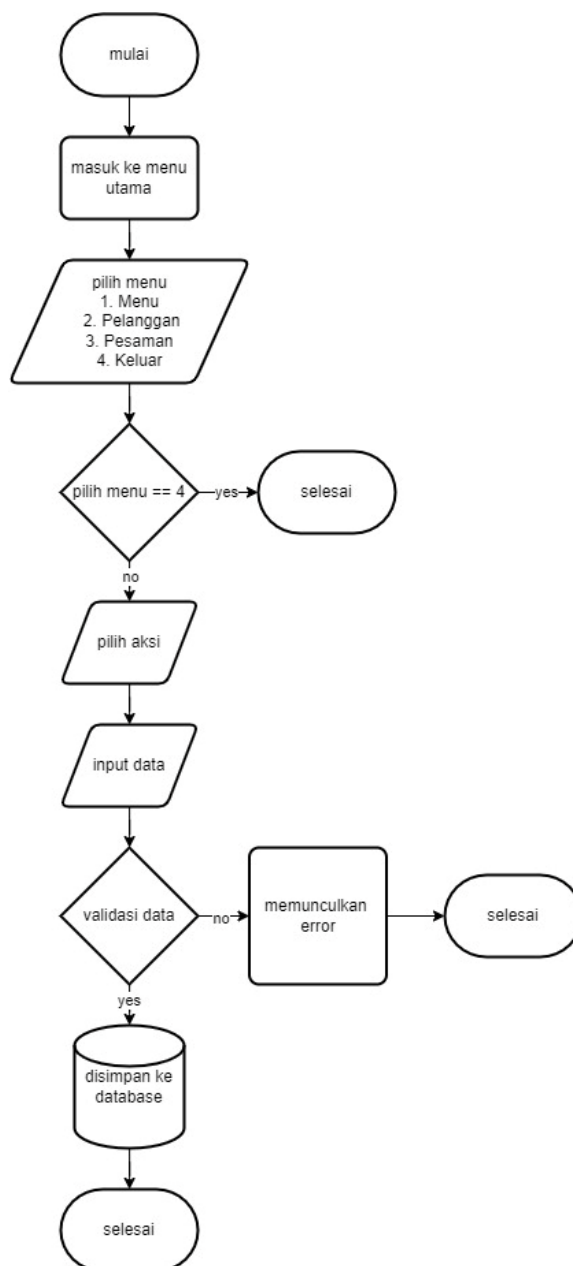 mulai
masuk ke menu
utama
pilih menu
1. Menu
2. Pelanggan
3. Pesaman
4. Keluar
pilih menu == 4
yes
selesai
no
pilih aksi
input data
validasi data
no
memunculkan
error
selesai
yes
disimpan ke
database
selesai